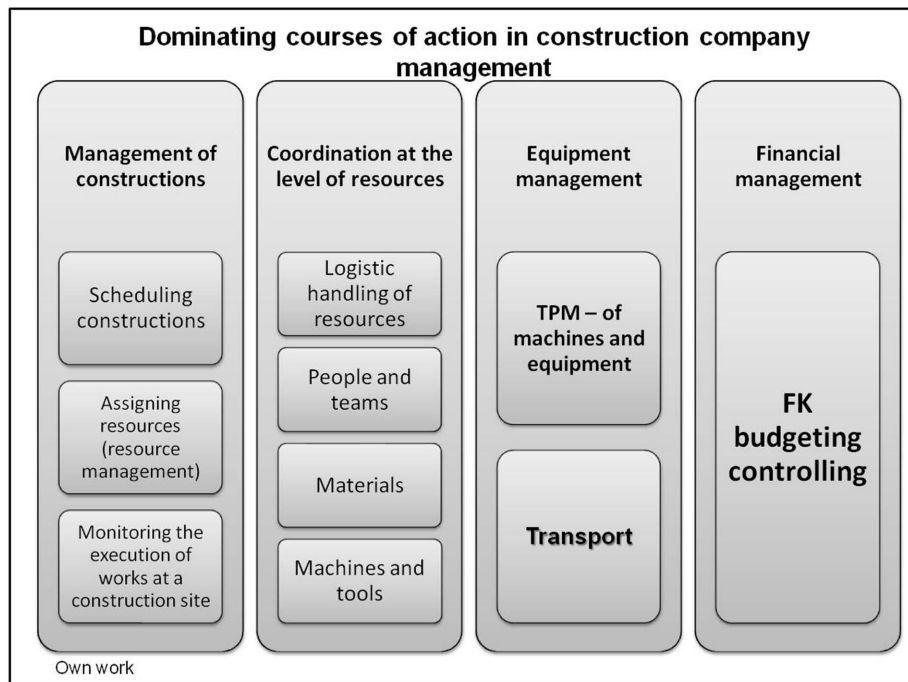 Dominating courses of action in construction company
management
Management of
constructions
Scheduling
constructions
Assigning
resources
(resource
management)
Monitoring the
execution of
works at a
construction site
Coordination at the
level of resources
Logistic
handling of
resources
People and
teams
Materials
Machines and
tools
Equipment
management
TPM – of
machines and
equipment
Transport
Financial
management
FK
budgeting
controlling
Own work